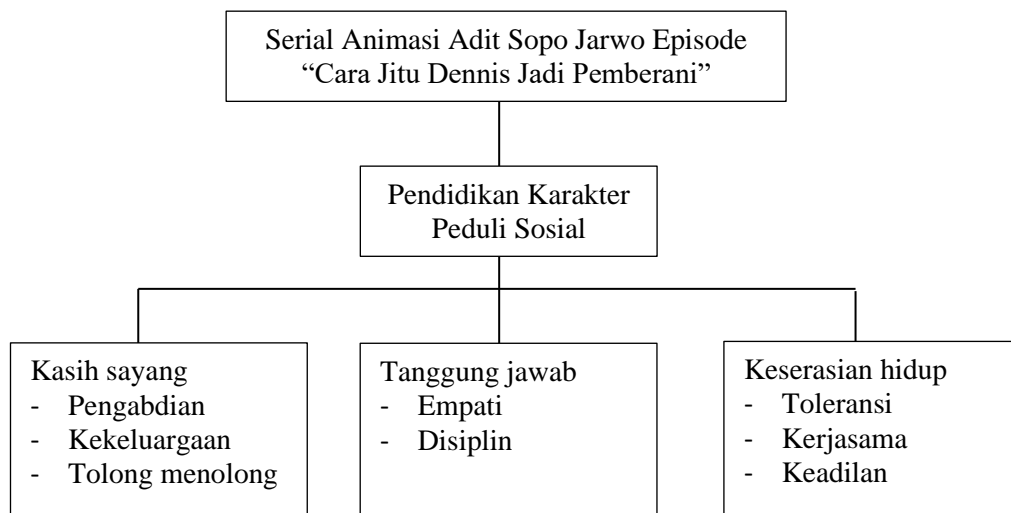 Serial Animasi Adit Sopo Jarwo Episode
“Cara Jitu Dennis Jadi Pemberani”
Pendidikan Karakter
Peduli Sosial
Kasih sayang
- Pengabdian
- Kekeluargaan
- Tolong menolong
Tanggung jawab
- Empati
- Disiplin
Keserasian hidup
- Toleransi
- Kerjasama
- Keadilan